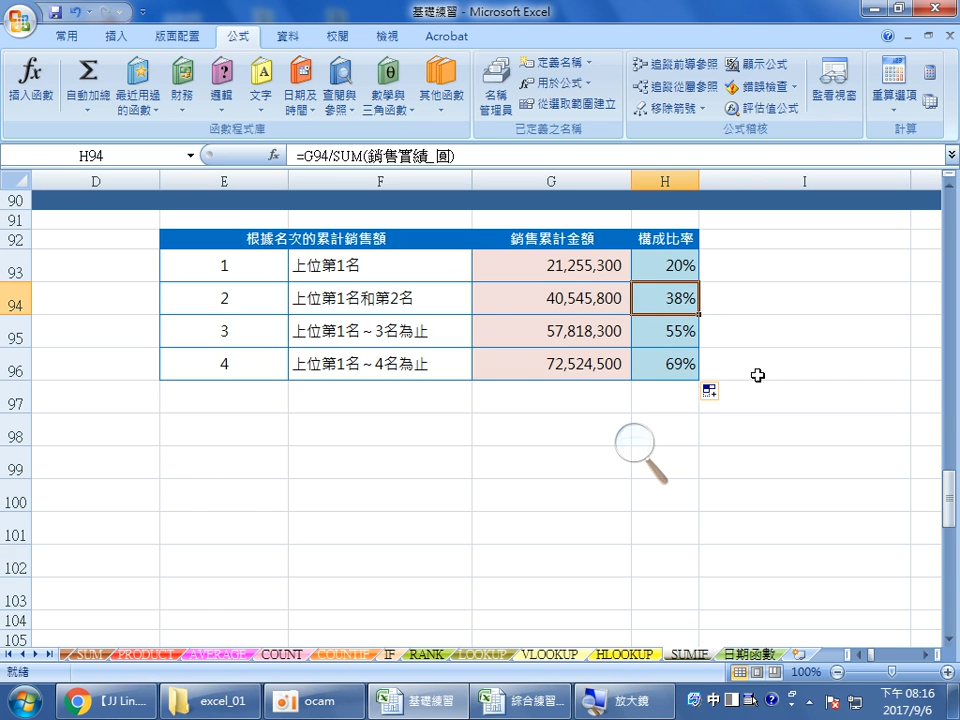 基礎練習 - Microsoft Excel
常用 插入 版面配置 公式 資料 校閱 檢視 Acrobat
插入函數 自動加總 最近用過的函數 財務 邏輯 文字 日期及時間 查閱與參照 數學與三角函數 其他函數
名稱管理員 定義名稱 用於公式 從選取範圍建立
追蹤前導參照 追蹤從屬參照 移除箭號 顯示公式 錯誤檢查 評估值公式 監看視窗 重算選項
函數程式庫 已定義之名稱 公式稽核 計算
H94 fx =G94/SUM(銷售實績_圓)
D E F G H I
90
91
92 根據名次的累計銷售額 銷售累計金額 構成比率
93 1 上位第1名 21,255,300 20%
94 2 上位第1名和第2名 40,545,800 38%
95 3 上位第1名～3名為止 57,818,300 55%
96 4 上位第1名～4名為止 72,524,500 69%
97
98
99
100
101
102
103
104
105
SUM PRODUCT AVERAGE COUNT COUNTIF IF RANK LOOKUP VLOOKUP HLOOKUP SUMIF 日期函數
就緒 100%
【JJ Lin.... excel_01 ocam 基礎練習 ... 綜合練習... 放大鏡 中 下午 08:16
2017/9/6